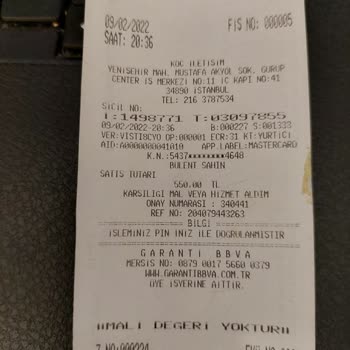 09/02/2022 FİŞ NO: 000005
SAAT: 20:36
KOC ILETISIM
YENISEHIR MAH. MUSTAFA AKYOL SOK. GURUP
CENTER IS MERKEZI NO:11 IC KAPI NO:41
34890 ISTANBUL
TEL: 216 3787534
SICIL NO:
I:1498771 T:03097855
09/02/2022-20:36 B:000227 S:001333
VER:VISTI8CYO OP:000001 ECR:31 KT:YURTICI
AID:A0000000041010 APP.LABEL:MASTERCARD
K.N.:5437********4648
BULENT SAHIN
SATIS TUTARI
550.00 TL
KARSILIGI MAL VEYA HIZMET ALDIM
ONAY NUMARASI : 340441
REF NO: 204079443263
BILGI
ISLEMINIZ PIN INIZ ILE DOGRULANMISTIR
GARANTI BBVA
MERSIS NO: 0879 0017 5660 0379
WWW.GARANTIBBVA.COM.TR
ÜYE ISYERINE AITTIR.
MALI DEGERI YOKTUR
Z NO:000224